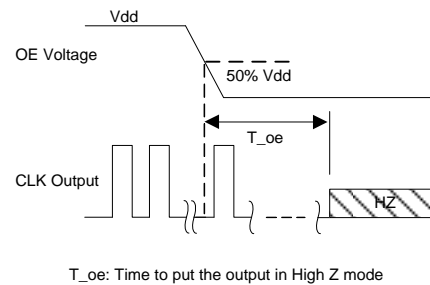 Vdd
OE Voltage
50% Vdd
T_oe
CLK Output
HZ
T_oe: Time to put the output in High Z mode